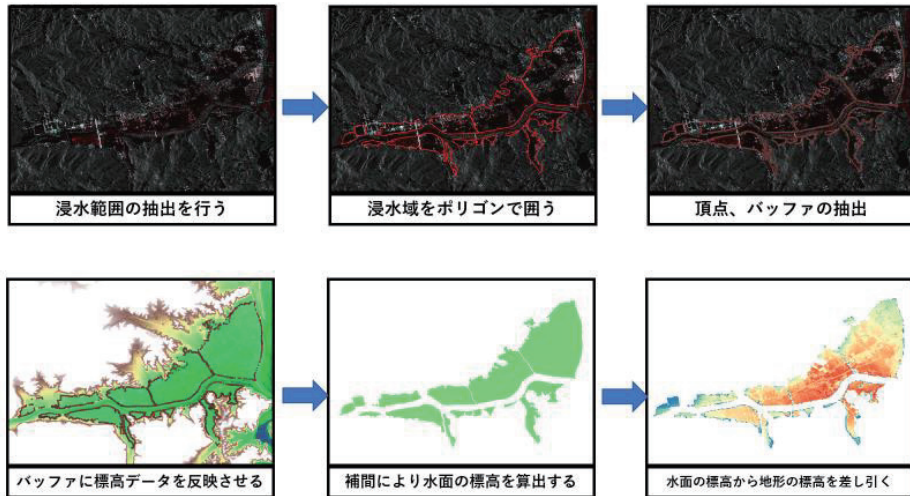 浸水範囲の抽出を行う
浸水域をポリゴンで囲う
頂点、バッファの抽出
バッファに標高データを反映させる
補間により水面の標高を算出する
水面の標高から地形の標高を差し引く